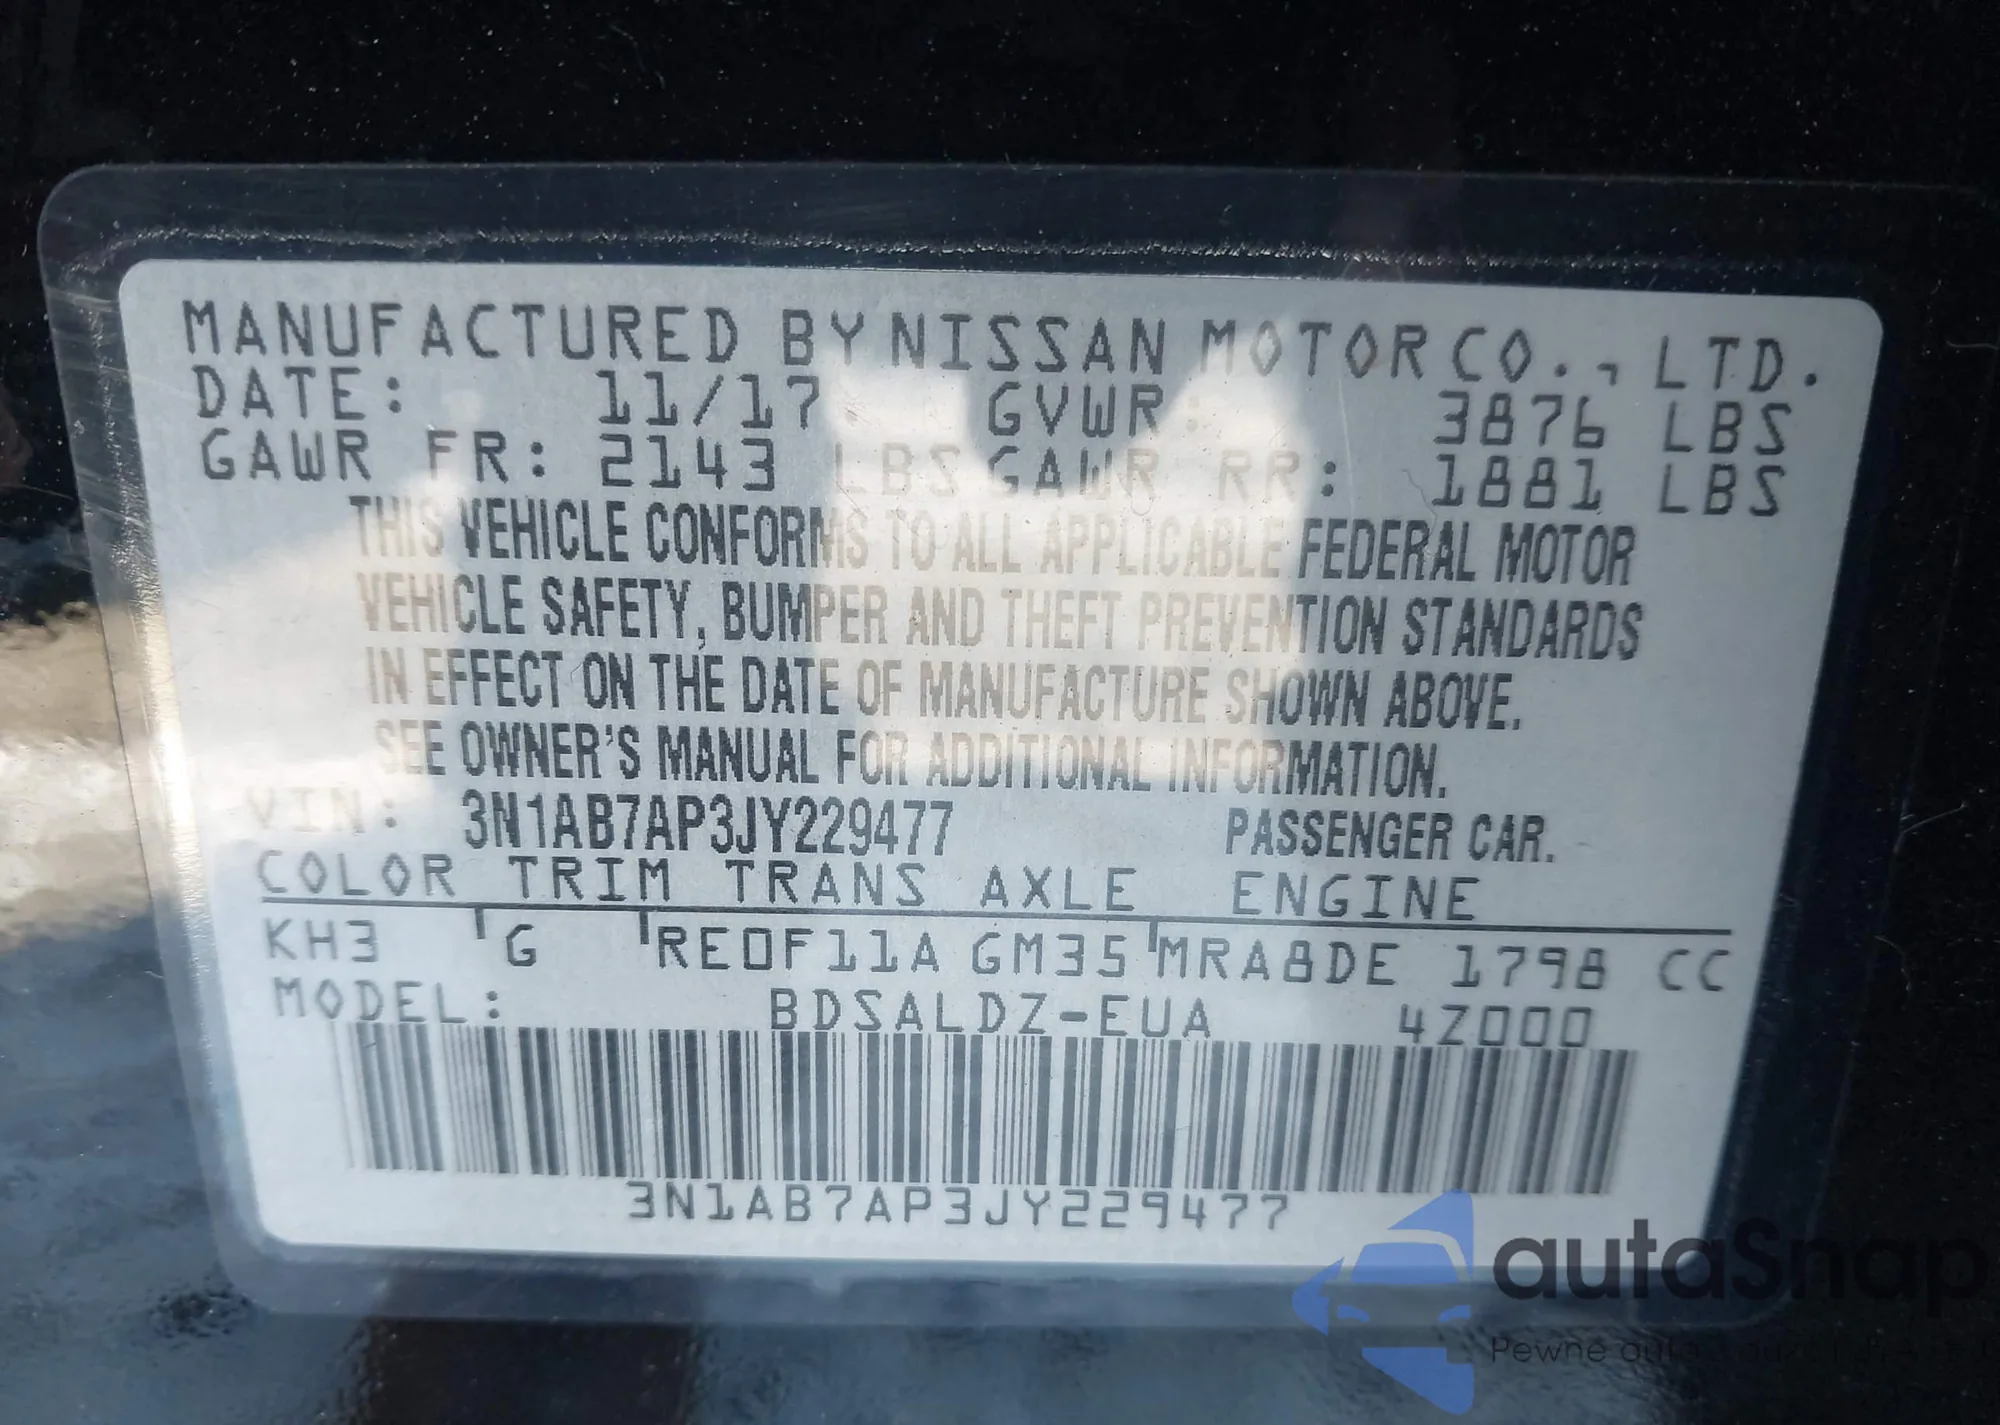 MANUFACTURED BY NISSAN MOTOR CO., LTD.
DATE: 11/17 GVWR: 3876 LBS
GAWR FR: 2143 LBS GAWR RR: 1881 LBS
THIS VEHICLE CONFORMS TO ALL APPLICABLE FEDERAL MOTOR
VEHICLE SAFETY, BUMPER AND THEFT PREVENTION STANDARDS
IN EFFECT ON THE DATE OF MANUFACTURE SHOWN ABOVE.
SEE OWNER'S MANUAL FOR ADDITIONAL INFORMATION.
VIN: 3N1AB7AP3JY229477 PASSENGER CAR.
COLOR TRIM TRANS AXLE ENGINE
KH3 G RE0F11A GM35 MRA8DE 1798 CC
MODEL: BDSALDZ-EUA 4Z000
3N1AB7AP3JY229477
autaSnap
Pewne auta